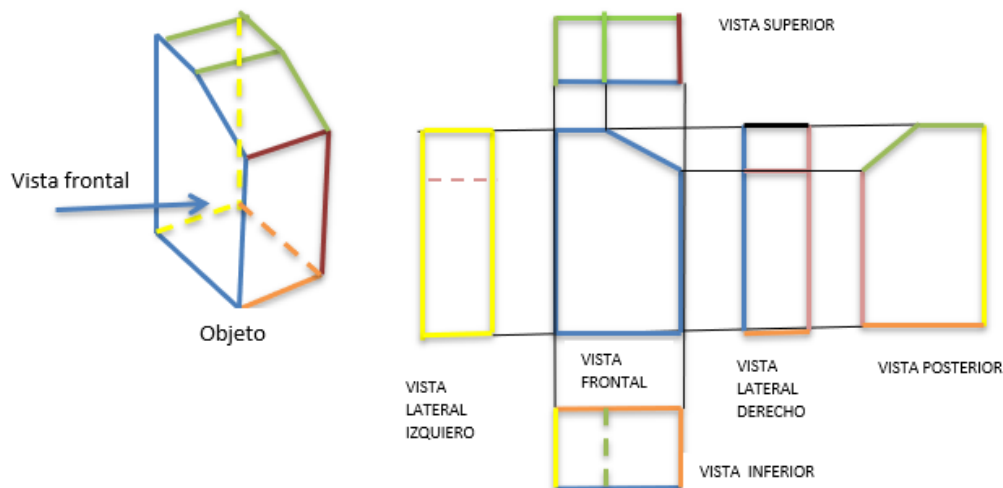 VISTA SUPERIOR
Vista frontal
Objeto
VISTA
LATERAL
IZQUIERO
VISTA
FRONTAL
VISTA
LATERAL
DERECHO
VISTA POSTERIOR
VISTA INFERIOR